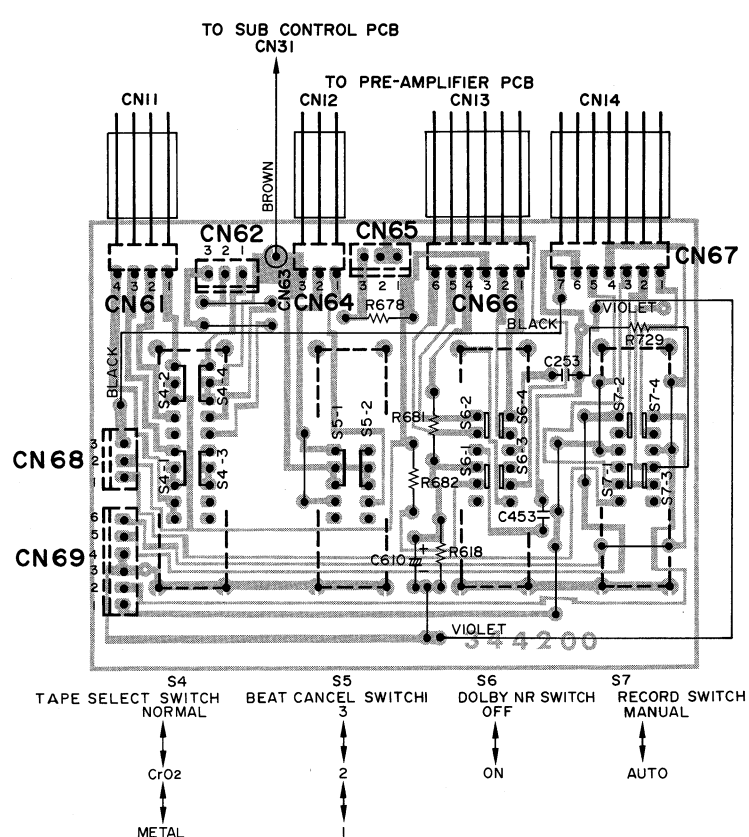 TO SUB CONTROL PCB
CN31
TO PRE-AMPLIFIER PCB
CN11
CN12
CN13
CN14
BROWN
CN62
CN65
CN67
3 2 1
4 3 2 1
3 2 1
3 2 1
6 5 4 3 2 1
7 6 5 4 3 2 1
CN61
CN63
CN64
CN66
R678
BLACK
VIOLET
R729
BLACK
C253
S4-2
S4-4
S5-1
S5-2
R681
S6-2
S6-4
S7-2
S7-4
CN68
3
2
1
S4-1
S4-3
R682
S6-1
S6-3
S7-1
S7-3
CN69
6
5
4
3
2
1
C453
C610
+
R618
VIOLET
344200
S4
S5
S6
S7
TAPE SELECT SWITCH
BEAT CANCEL SWITCHI
DOLBY NR SWITCH
RECORD SWITCH
NORMAL
3
OFF
MANUAL
CrO2
2
ON
AUTO
METAL
1